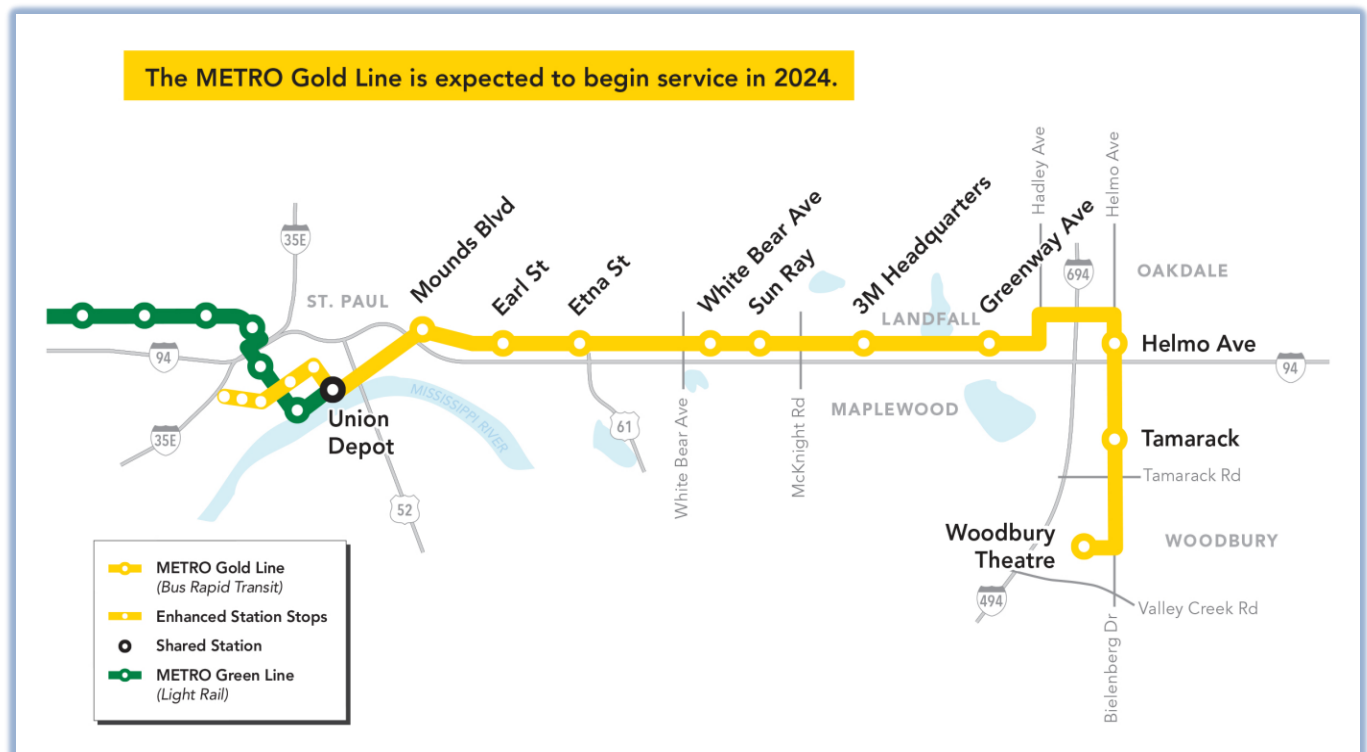 The METRO Gold Line is expected to begin service in 2024.
Hadley Ave
Helmo Ave
35E
ST. PAUL
Mounds Blvd
Earl St
Etna St
White Bear Ave
Sun Ray
3M Headquarters
LANDFALL
Greenway Ave
694
OAKDALE
Helmo Ave
94
94
MISSISSIPPI RIVER
Union
Depot
35E
52
61
White Bear Ave
McKnight Rd
MAPLEWOOD
Tamarack
Tamarack Rd
Woodbury
Theatre
WOODBURY
494
Valley Creek Rd
Bielenberg Dr
METRO Gold Line
(Bus Rapid Transit)
Enhanced Station Stops
Shared Station
METRO Green Line
(Light Rail)